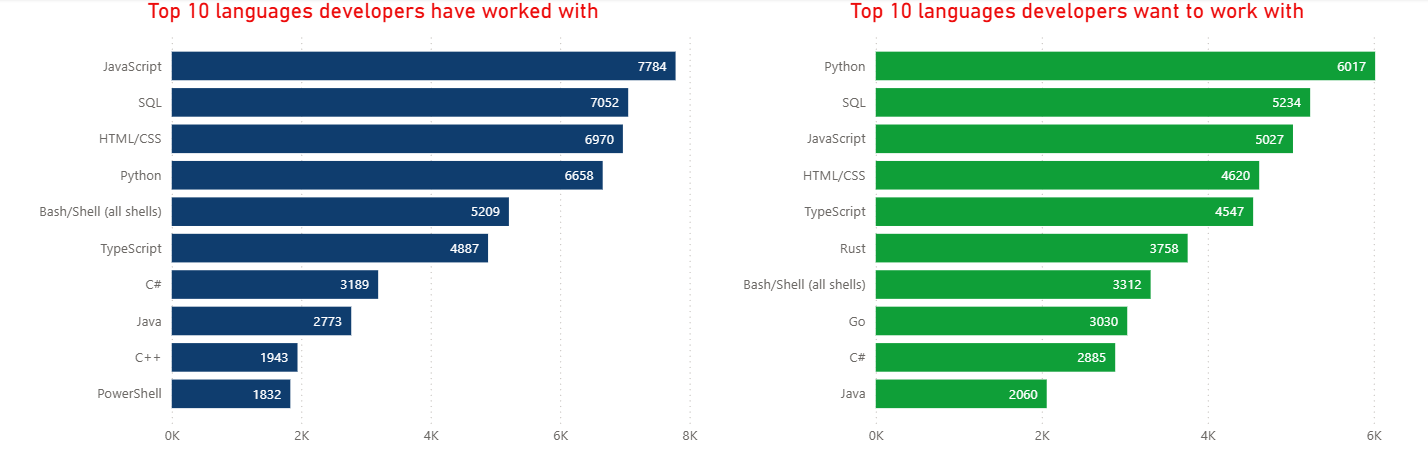 Top 10 languages developers have worked with
JavaScript 7784
SQL 7052
HTML/CSS 6970
Python 6658
Bash/Shell (all shells) 5209
TypeScript 4887
C# 3189
Java 2773
C++ 1943
PowerShell 1832
0K 2K 4K 6K 8K
Top 10 languages developers want to work with
Python 6017
SQL 5234
JavaScript 5027
HTML/CSS 4620
TypeScript 4547
Rust 3758
Bash/Shell (all shells) 3312
Go 3030
C# 2885
Java 2060
0K 2K 4K 6K